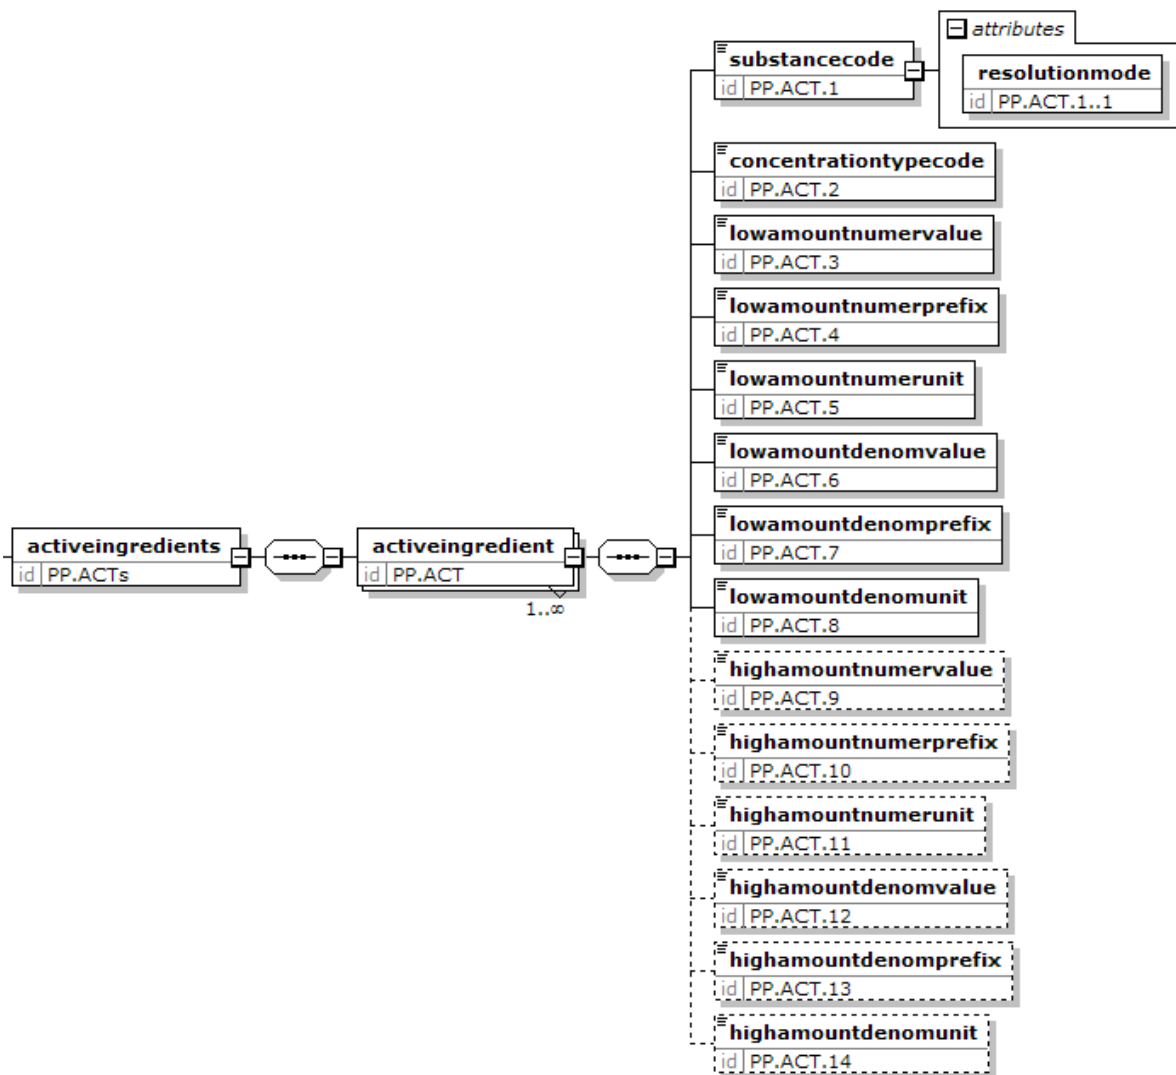 attributes
substancecode
id PP.ACT.1
resolutionmode
id PP.ACT.1..1
concentrationtypecode
id PP.ACT.2
lowamountnumervalue
id PP.ACT.3
lowamountnumerprefix
id PP.ACT.4
lowamountnumerunit
id PP.ACT.5
lowamountdenomvalue
id PP.ACT.6
lowamountdenomprefix
id PP.ACT.7
activeingredients
id PP.ACTs
activeingredient
id PP.ACT
1..∞
lowamountdenomunit
id PP.ACT.8
highamountnumervalue
id PP.ACT.9
highamountnumerprefix
id PP.ACT.10
highamountnumerunit
id PP.ACT.11
highamountdenomvalue
id PP.ACT.12
highamountdenomprefix
id PP.ACT.13
highamountdenomunit
id PP.ACT.14